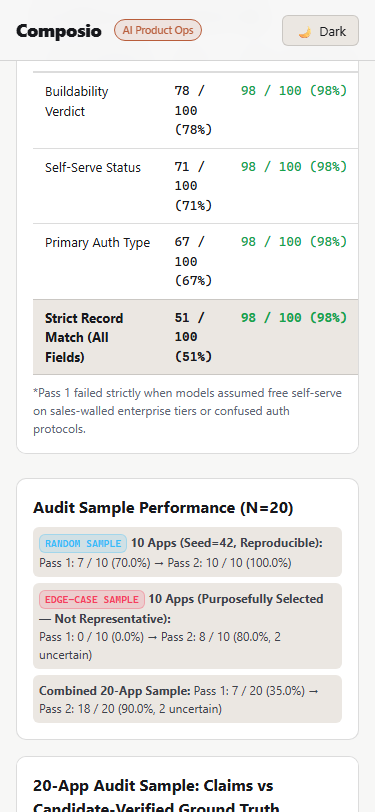 Composio AI Product Ops 🌙 Dark
Buildability 78 / 98 / 100 (98%)
Verdict 100
(78%)
Self-Serve Status 71 / 98 / 100 (98%)
100
(71%)
Primary Auth Type 67 / 98 / 100 (98%)
100
(67%)
Strict Record 51 / 98 / 100 (98%)
Match (All 100
Fields) (51%)
*Pass 1 failed strictly when models assumed free self-serve
on sales-walled enterprise tiers or confused auth
protocols.
Audit Sample Performance (N=20)
RANDOM SAMPLE 10 Apps (Seed=42, Reproducible):
Pass 1: 7 / 10 (70.0%) → Pass 2: 10 / 10 (100.0%)
EDGE-CASE SAMPLE 10 Apps (Purposefully Selected
— Not Representative):
Pass 1: 0 / 10 (0.0%) → Pass 2: 8 / 10 (80.0%, 2
uncertain)
Combined 20-App Sample: Pass 1: 7 / 20 (35.0%) →
Pass 2: 18 / 20 (90.0%, 2 uncertain)
20-App Audit Sample: Claims vs
Candidate-Verified Ground Truth